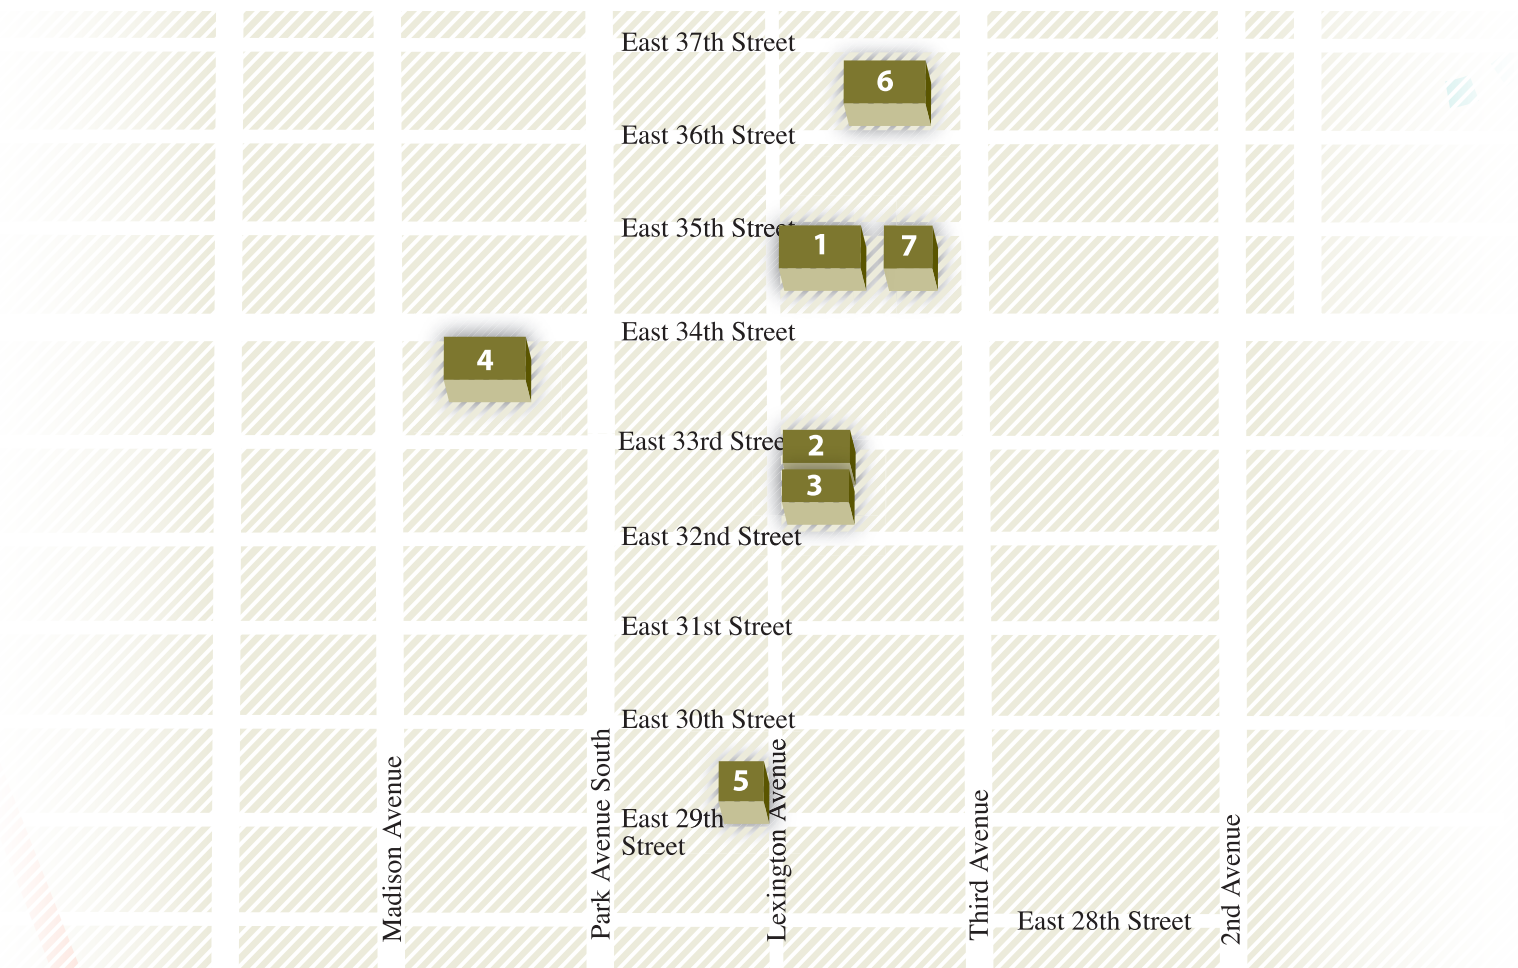 East 37th Street
6
East 36th Street
East 35th Street
1
7
East 34th Street
4
East 33rd Stree
2
3
East 32nd Street
East 31st Street
East 30th Street
5
East 29th
Street
Madison Avenue
Park Avenue South
Lexington Avenue
Third Avenue
2nd Avenue
East 28th Street